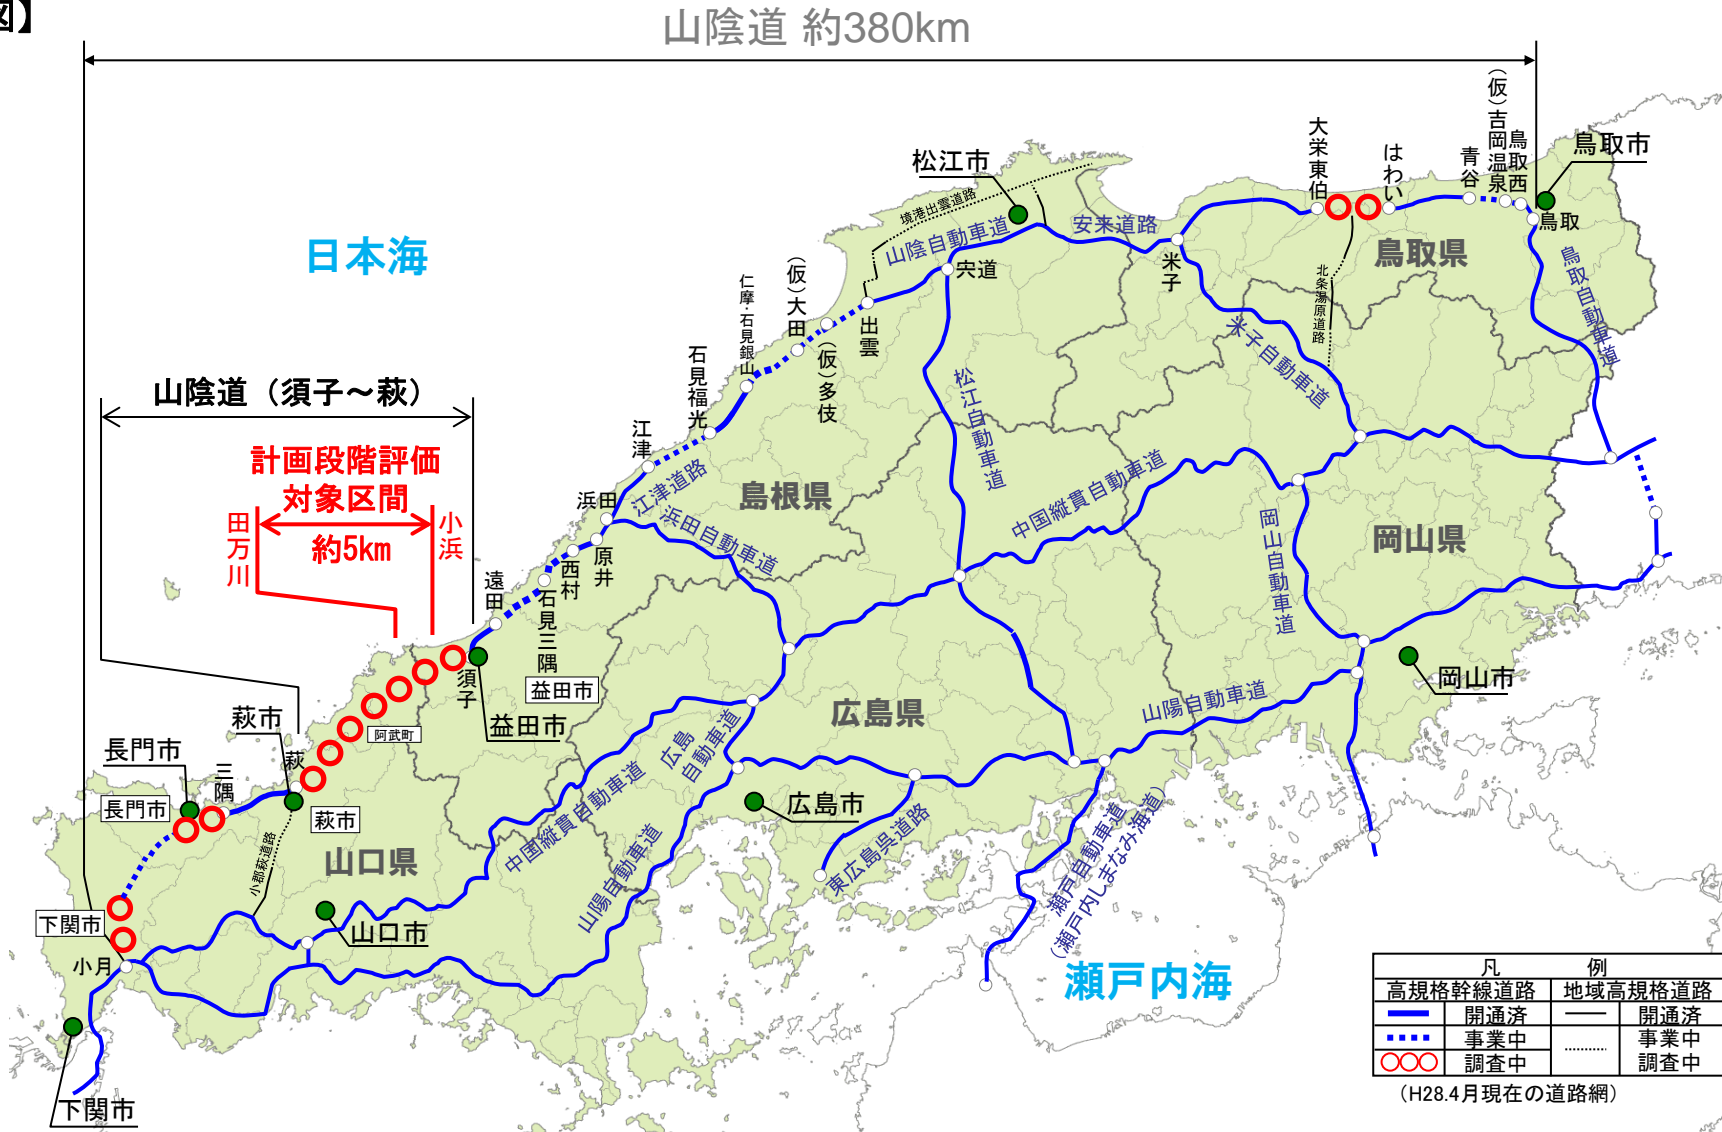 図】
山陰道 約380km
日本海
山陰道（須子～萩）
計画段階評価
対象区間
約5km
田万川
小浜
松江市
境港出雲道路
山陰自動車道
安来道路
宍道
米子
大栄東伯
はわい
青谷
（仮）吉岡温泉
鳥取西
鳥取市
鳥取
鳥取県
鳥取自動車道
北条湯原道路
米子自動車道
出雲
（仮）多伎
（仮）大田
仁摩・石見銀山
石見福光
江津
江津道路
浜田
浜田自動車道
原井
西村
石見三隅
遠田
須子
益田市
益田市
島根県
松江自動車道
中国縦貫自動車道
岡山自動車道
岡山県
岡山市
山陽自動車道
広島県
広島自動車道
広島市
東広島呉道路
瀬戸自動車道
（瀬戸内しまなみ海道）
瀬戸内海
中国縦貫自動車道
山陽自動車道
阿武町
萩市
萩
萩市
長門市
長門市
三隅
小郡萩道路
山口県
山口市
下関市
小月
下関市
凡 例
高規格幹線道路 地域高規格道路
開通済 開通済
事業中 事業中
調査中 調査中
（H28.4月現在の道路網）